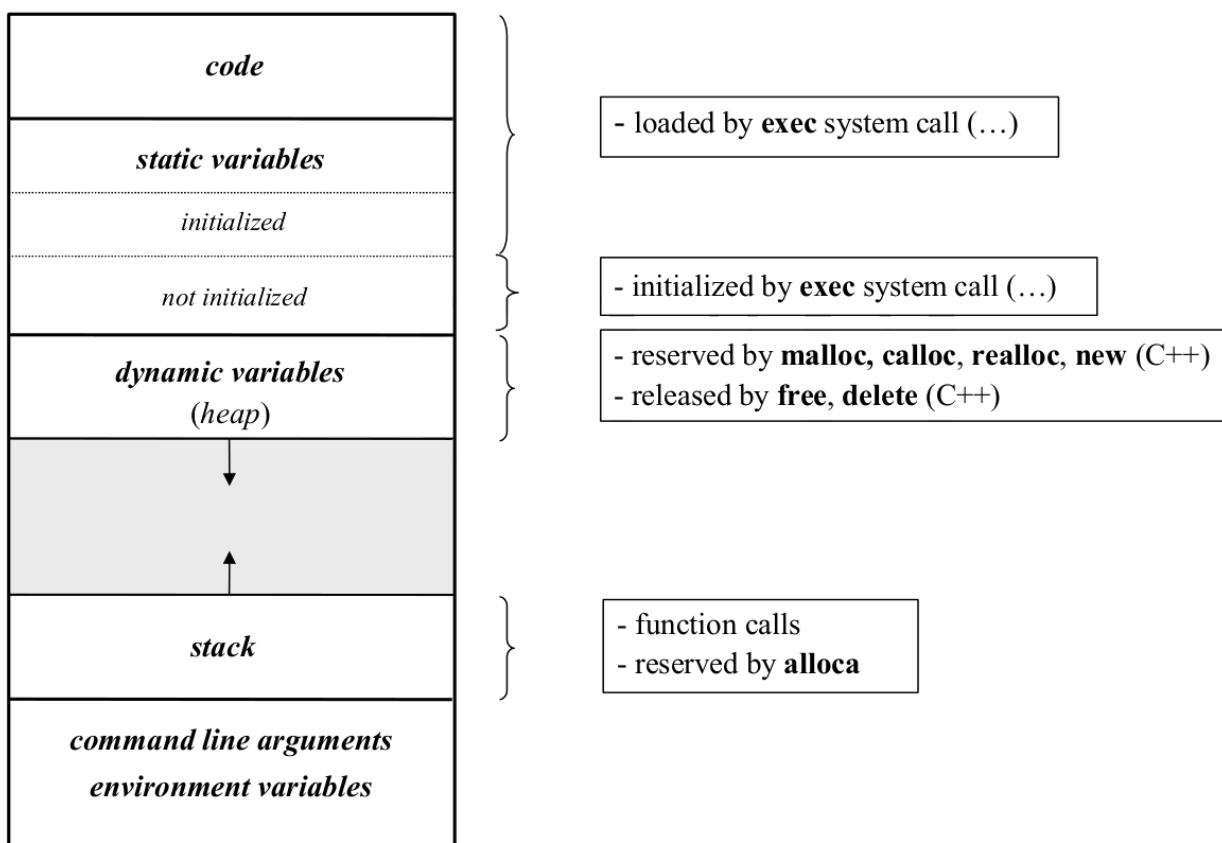 code
- loaded by exec system call (…)
static variables
initialized
not initialized
- initialized by exec system call (…)
dynamic variables
(heap)
- reserved by malloc, calloc, realloc, new (C++)
- released by free, delete (C++)
stack
- function calls
- reserved by alloca
command line arguments
environment variables